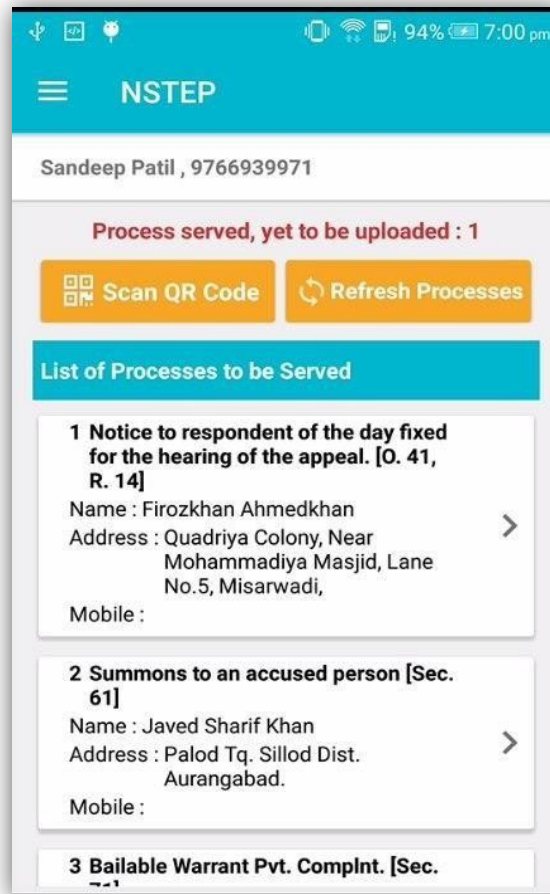 94% 7:00 pm
NSTEP
Sandeep Patil , 9766939971
Process served, yet to be uploaded : 1
Scan QR Code
Refresh Processes
List of Processes to be Served
1 Notice to respondent of the day fixed
for the hearing of the appeal. [O. 41,
R. 14]
Name : Firozkhan Ahmedkhan
Address : Quadriya Colony, Near
Mohammadiya Masjid, Lane
No.5, Misarwadi,
Mobile :
2 Summons to an accused person [Sec.
61]
Name : Javed Sharif Khan
Address : Palod Tq. Sillod Dist.
Aurangabad.
Mobile :
3 Bailable Warrant Pvt. Complnt. [Sec.